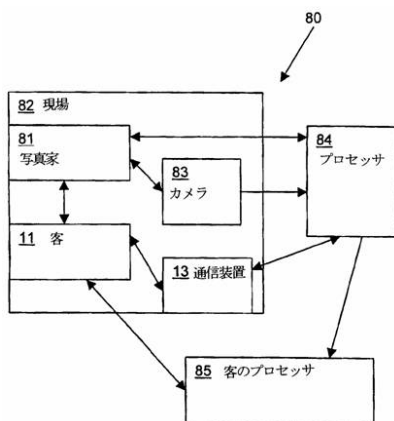 80
82 現場
81
写真家
84
プロセッサ
83
カメラ
11 客
13 通信装置
85 客のプロセッサ